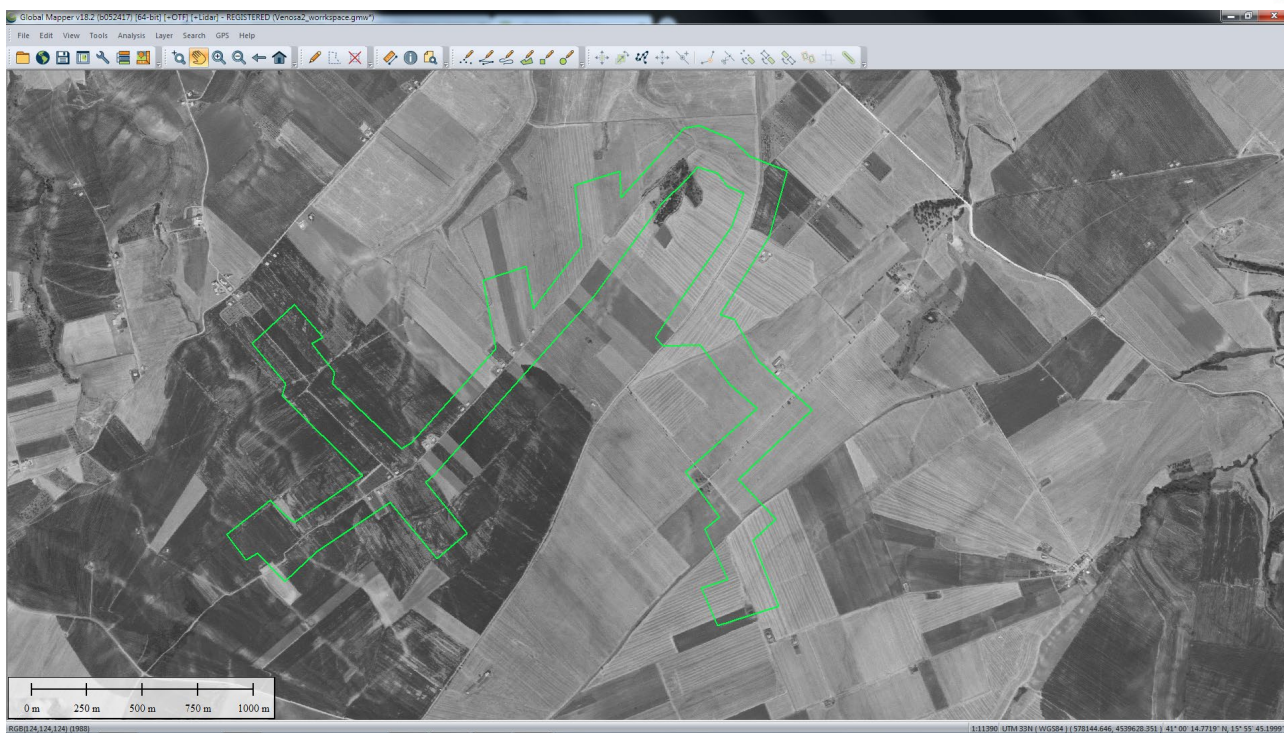 Global Mapper v18.2 (b052417) [64-bit] [+OTF] [+Lidar] - REGISTERED (Venosa2_worrkspace.gmw*)
File Edit View Tools Analysis Layer Search GPS Help
0 m 250 m 500 m 750 m 1000 m
RGB(124,124,124) (1988) 1:11390 UTM 33N ( WGS84 ) ( 578144.646, 4539628.351 ) 41° 00' 14.7719" N, 15° 55' 45.1999"